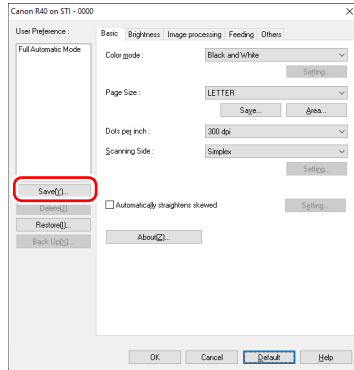 Canon R40 on STI - 0000
User Preference :
Full Automatic Mode
Save(Y)...
Delete(J)
Restore(I)...
Back Up(K)...
Basic Brightness Image processing Feeding Others
Color mode : Black and White
Setting...
Page Size : LETTER
Save... Area...
Dots per inch : 300 dpi
Scanning Side : Simplex
Setting...
Automatically straightens skewed Setting...
About(Z)...
OK Cancel Default Help